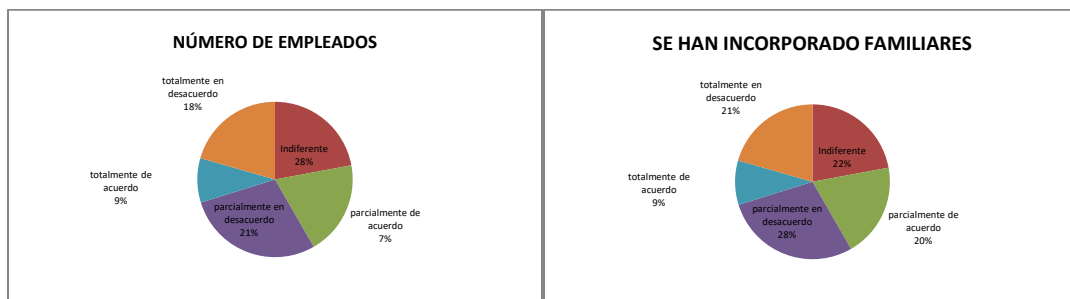 NÚMERO DE EMPLEADOS
totalmente en
desacuerdo
18%
Indiferente
28%
totalmente de
acuerdo
9%
parcialmente en
desacuerdo
21%
parcialmente de
acuerdo
7%
SE HAN INCORPORADO FAMILIARES
totalmente en
desacuerdo
21%
Indiferente
22%
totalmente de
acuerdo
9%
parcialmente en
desacuerdo
28%
parcialmente de
acuerdo
20%